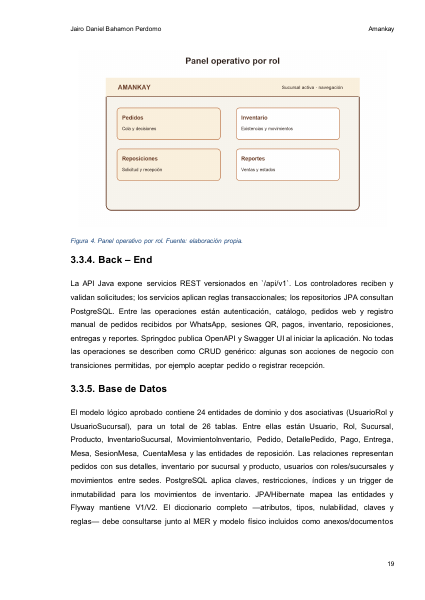 Jairo Daniel Bahamon Perdomo Amankay
Panel operativo por rol
AMANKAY Sucursal activa · navegación
Pedidos Inventario
Cola y decisiones Existencias y movimientos
Reposiciones Reportes
Solicitud y recepción Ventas y estados
Figura 4. Panel operativo por rol. Fuente: elaboración propia.
3.3.4. Back – End
La API Java expone servicios REST versionados en `/api/v1`. Los controladores reciben y
validan solicitudes; los servicios aplican reglas transaccionales; los repositorios JPA consultan
PostgreSQL. Entre las operaciones están autenticación, catálogo, pedidos web y registro
manual de pedidos recibidos por WhatsApp, sesiones QR, pagos, inventario, reposiciones,
entregas y reportes. Springdoc publica OpenAPI y Swagger UI al iniciar la aplicación. No todas
las operaciones se describen como CRUD genérico: algunas son acciones de negocio con
transiciones permitidas, por ejemplo aceptar pedido o registrar recepción.
3.3.5. Base de Datos
El modelo lógico aprobado contiene 24 entidades de dominio y dos asociativas (UsuarioRol y
UsuarioSucursal), para un total de 26 tablas. Entre ellas están Usuario, Rol, Sucursal,
Producto, InventarioSucursal, MovimientoInventario, Pedido, DetallePedido, Pago, Entrega,
Mesa, SesionMesa, CuentaMesa y las entidades de reposición. Las relaciones representan
pedidos con sus detalles, inventario por sucursal y producto, usuarios con roles/sucursales y
movimientos entre sedes. PostgreSQL aplica claves, restricciones, índices y un trigger de
inmutabilidad para los movimientos de inventario. JPA/Hibernate mapea las entidades y
Flyway mantiene V1/V2. El diccionario completo —atributos, tipos, nulabilidad, claves y
reglas— debe consultarse junto al MER y modelo físico incluidos como anexos/documentos
19